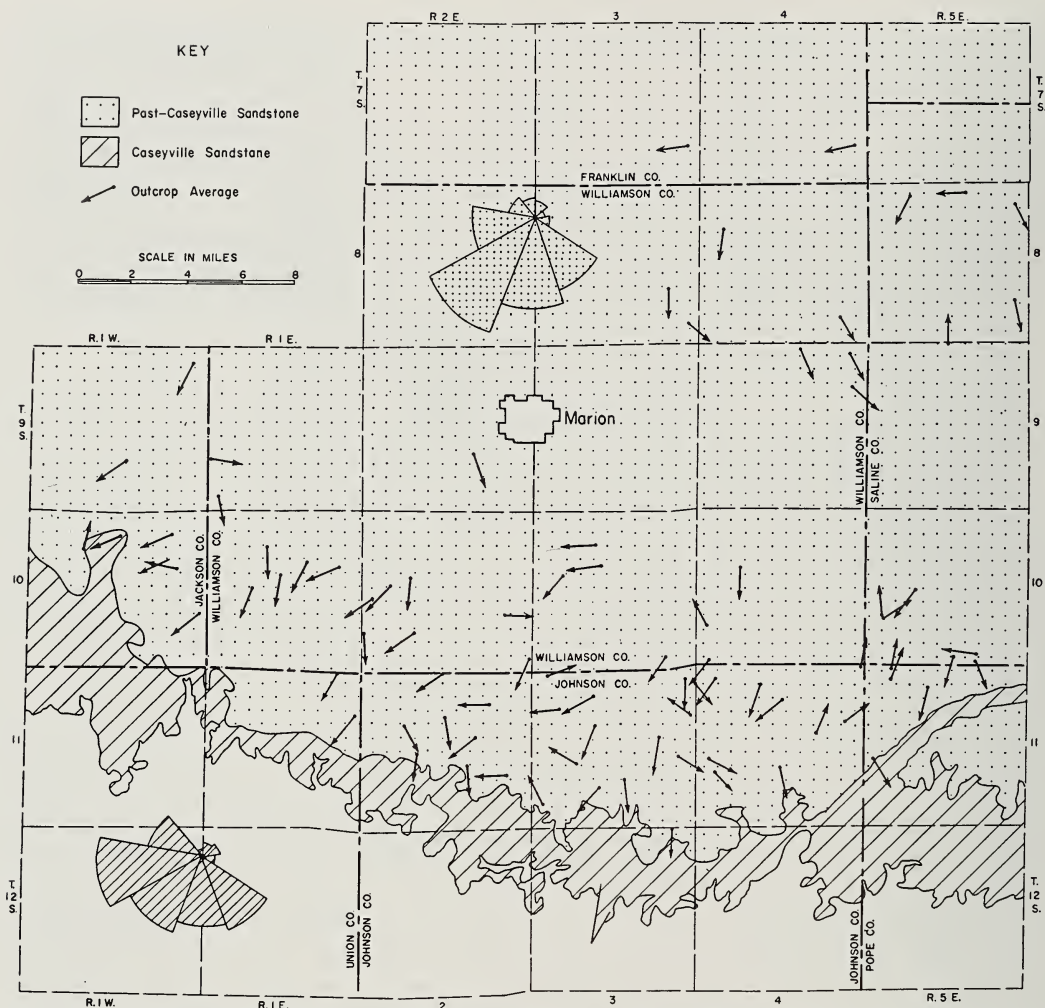 R. 2 E. 3 4 R. 5 E.
KEY
T. 7 S.
T. 7 S.
Past-Caseyville Sandstone
Caseyville Sandstane
Outcrop Average
FRANKLIN CO.
WILLIAMSON CO.
SCALE IN MILES
0 2 4 6 8
8
8
R. I W. R. I E.
Marion
T. 9 S.
9
WILLIAMSON CO.
SALINE CO.
JACKSON CO.
WILLIAMSON CO.
10
10
WILLIAMSON CO.
JOHNSON CO.
11
11
T. 12 S.
T. 12 S.
UNION CO.
JOHNSON CO.
JOHNSON CO.
POPE CO.
R. I W. R. I E. 2 3 4 R. 5 E.